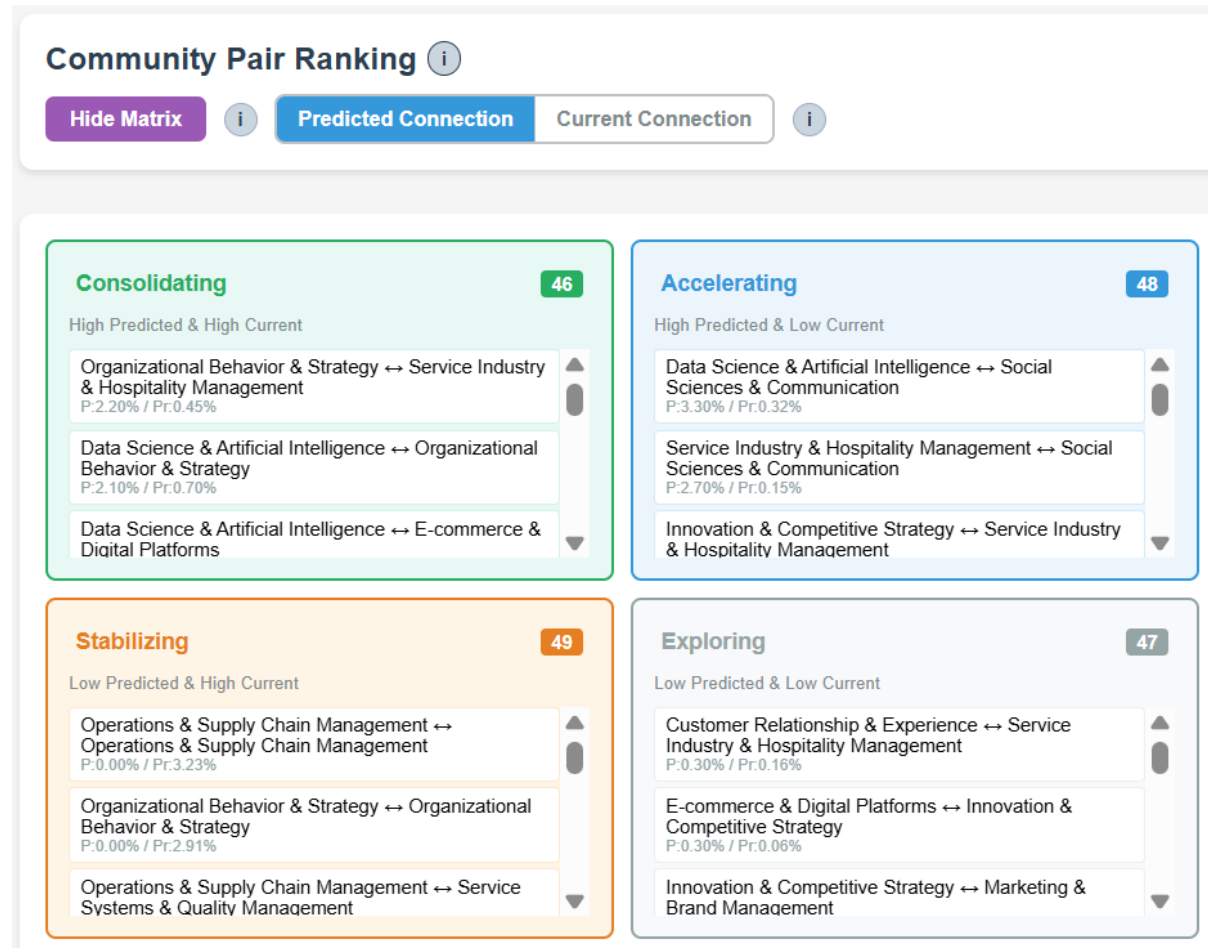 Community Pair Ranking i
Hide Matrix i Predicted Connection Current Connection i
Consolidating 46
High Predicted & High Current
Organizational Behavior & Strategy ↔ Service Industry
& Hospitality Management
P:2.20% / Pr:0.45%
Data Science & Artificial Intelligence ↔ Organizational
Behavior & Strategy
P:2.10% / Pr:0.70%
Data Science & Artificial Intelligence ↔ E-commerce &
Digital Platforms
Accelerating 48
High Predicted & Low Current
Data Science & Artificial Intelligence ↔ Social
Sciences & Communication
P:3.30% / Pr:0.32%
Service Industry & Hospitality Management ↔ Social
Sciences & Communication
P:2.70% / Pr:0.15%
Innovation & Competitive Strategy ↔ Service Industry
& Hospitality Management
Stabilizing 49
Low Predicted & High Current
Operations & Supply Chain Management ↔
Operations & Supply Chain Management
P:0.00% / Pr:3.23%
Organizational Behavior & Strategy ↔ Organizational
Behavior & Strategy
P:0.00% / Pr:2.91%
Operations & Supply Chain Management ↔ Service
Systems & Quality Management
Exploring 47
Low Predicted & Low Current
Customer Relationship & Experience ↔ Service
Industry & Hospitality Management
P:0.30% / Pr:0.16%
E-commerce & Digital Platforms ↔ Innovation &
Competitive Strategy
P:0.30% / Pr:0.06%
Innovation & Competitive Strategy ↔ Marketing &
Brand Management